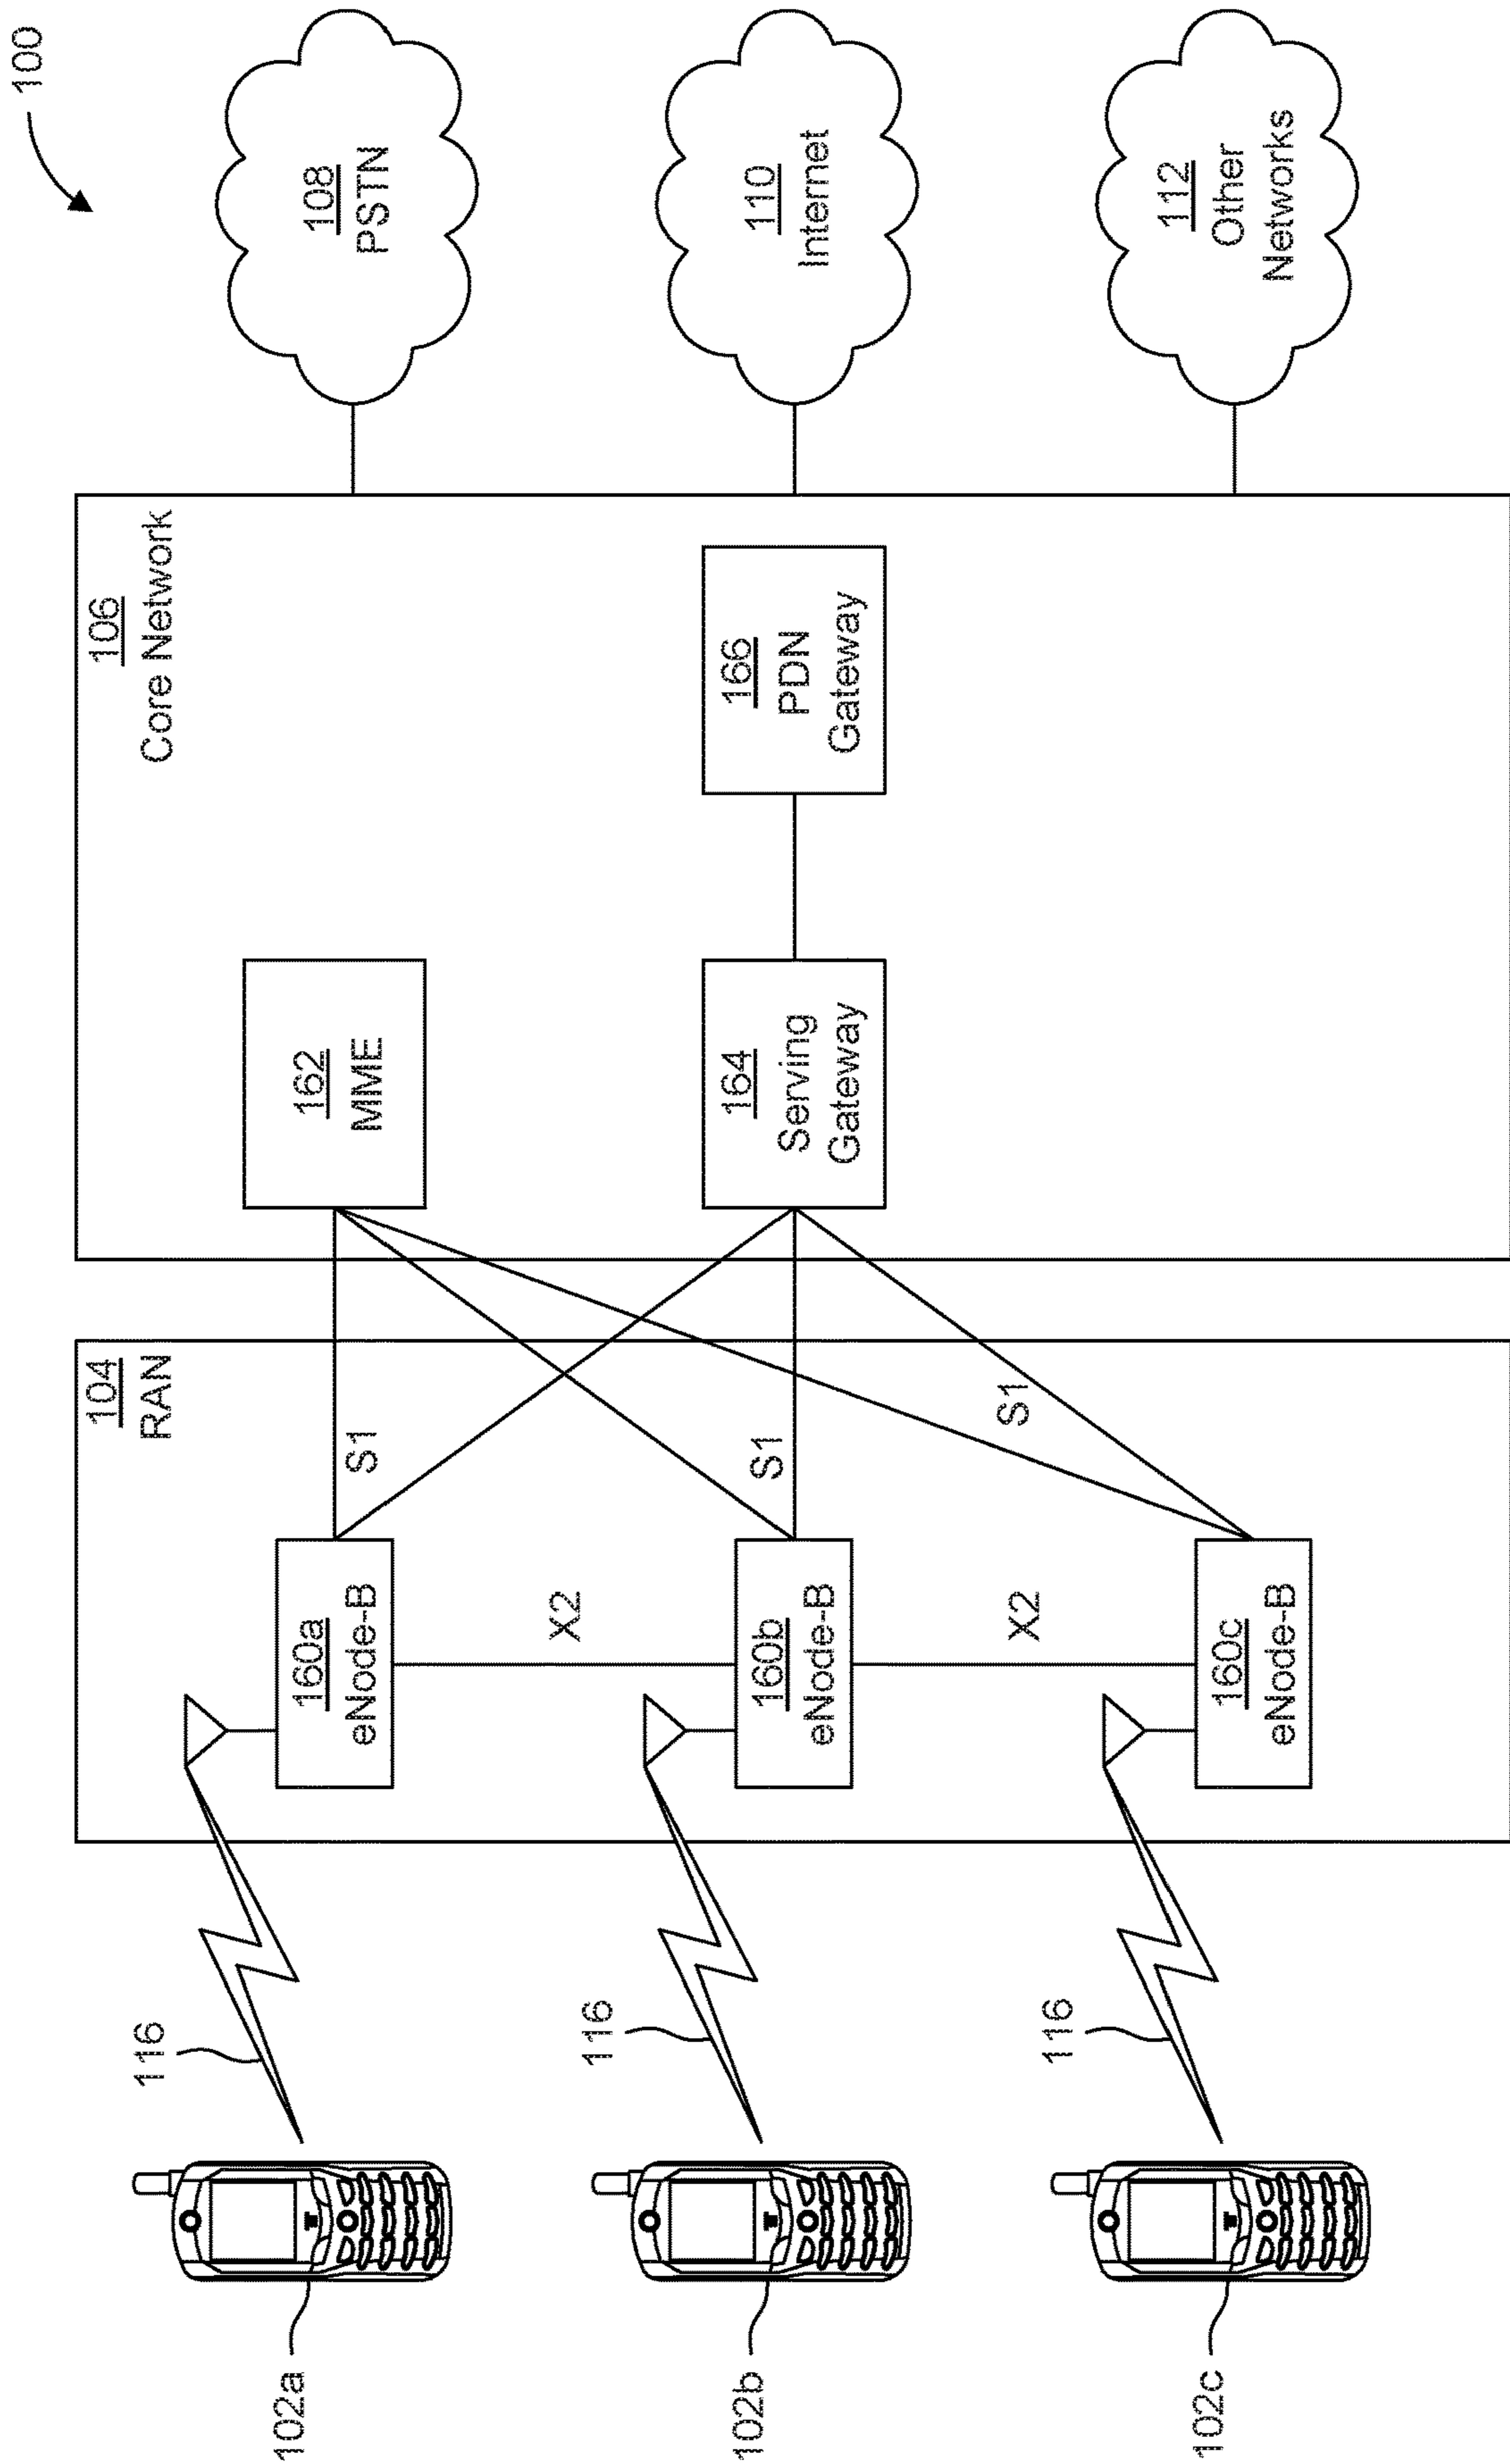 100
108
PSTN
110
Internet
112
Other
Networks
106
Core Network
166
PDN
Gateway
162
MME
164
Serving
Gateway
104
RAN
S1
S1
S1
160a
eNode-B
X2
160b
eNode-B
X2
160c
eNode-B
116
116
116
102a
102b
102c